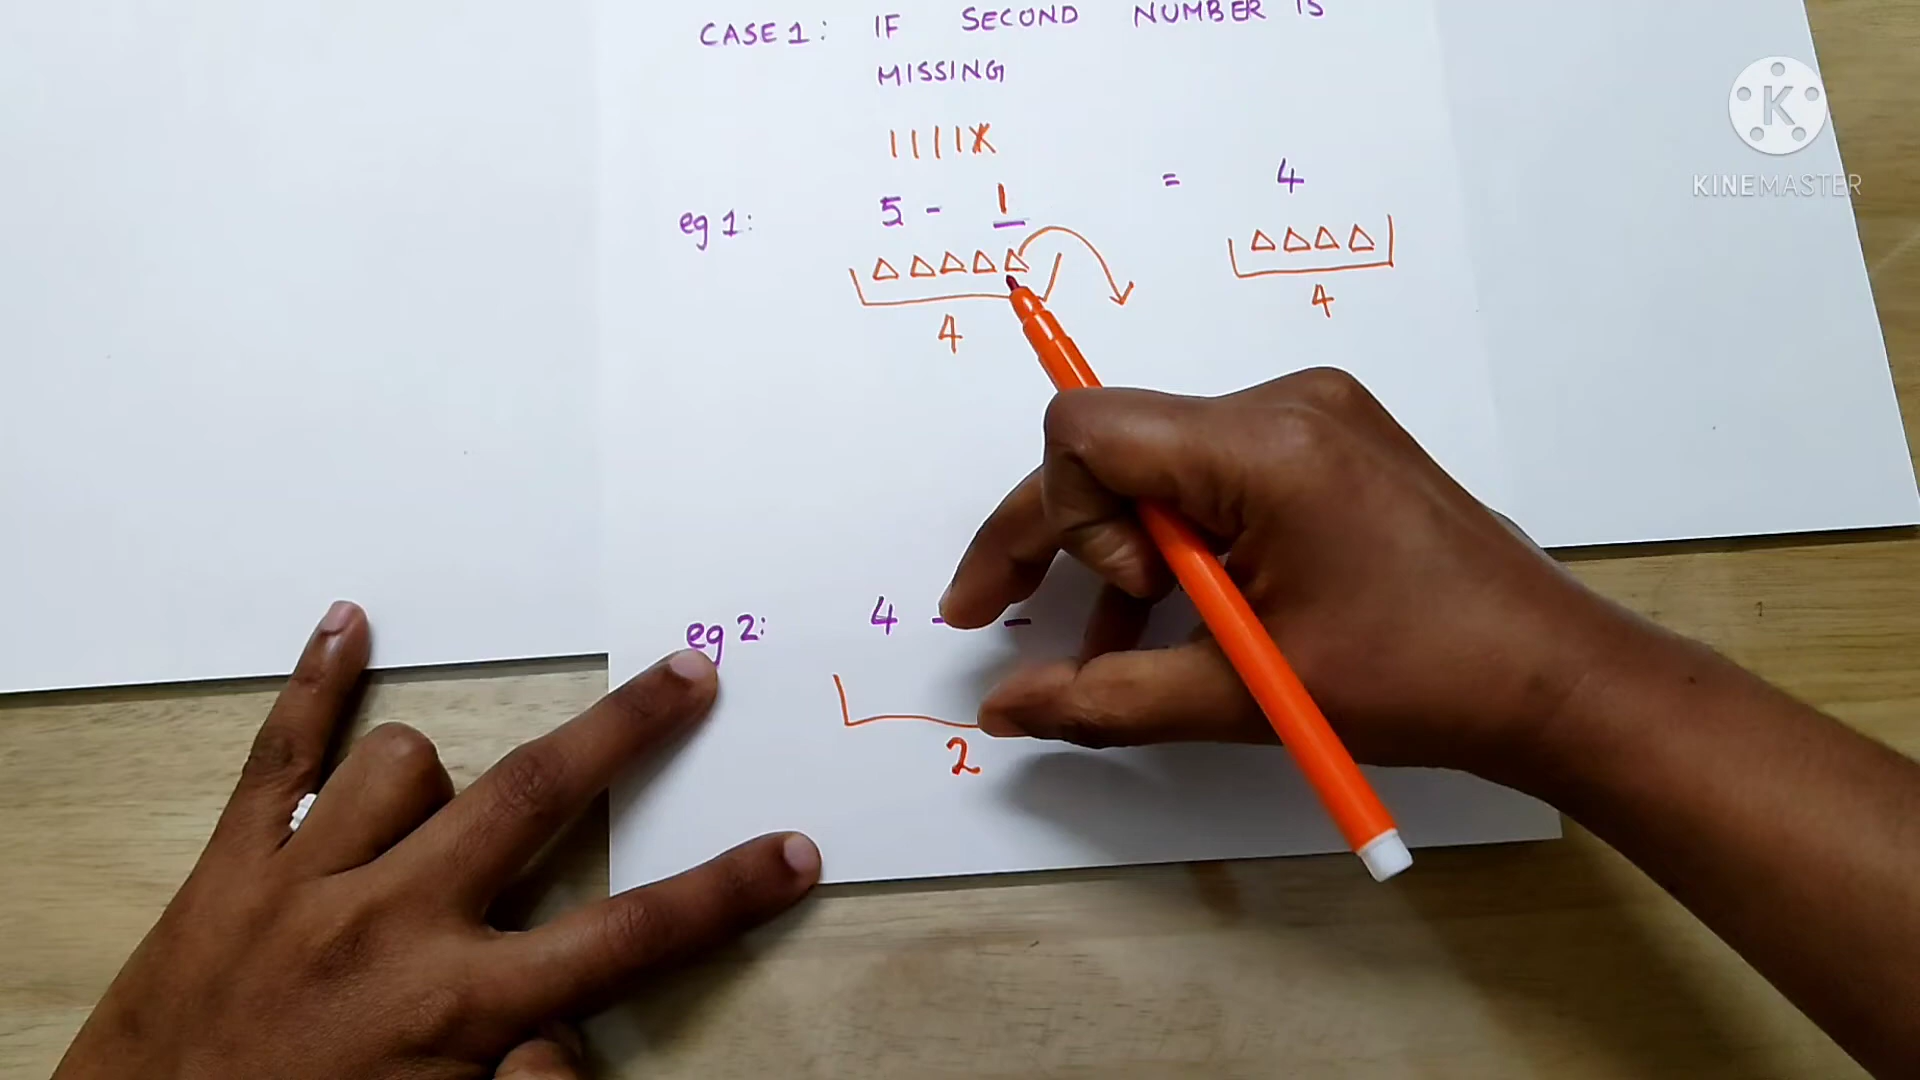 CASE 1: IF SECOND NUMBER IS
MISSING
eg 1: 5 - 1 = 4
4 4
eg 2: 4 - _
2
K
KINEMASTER